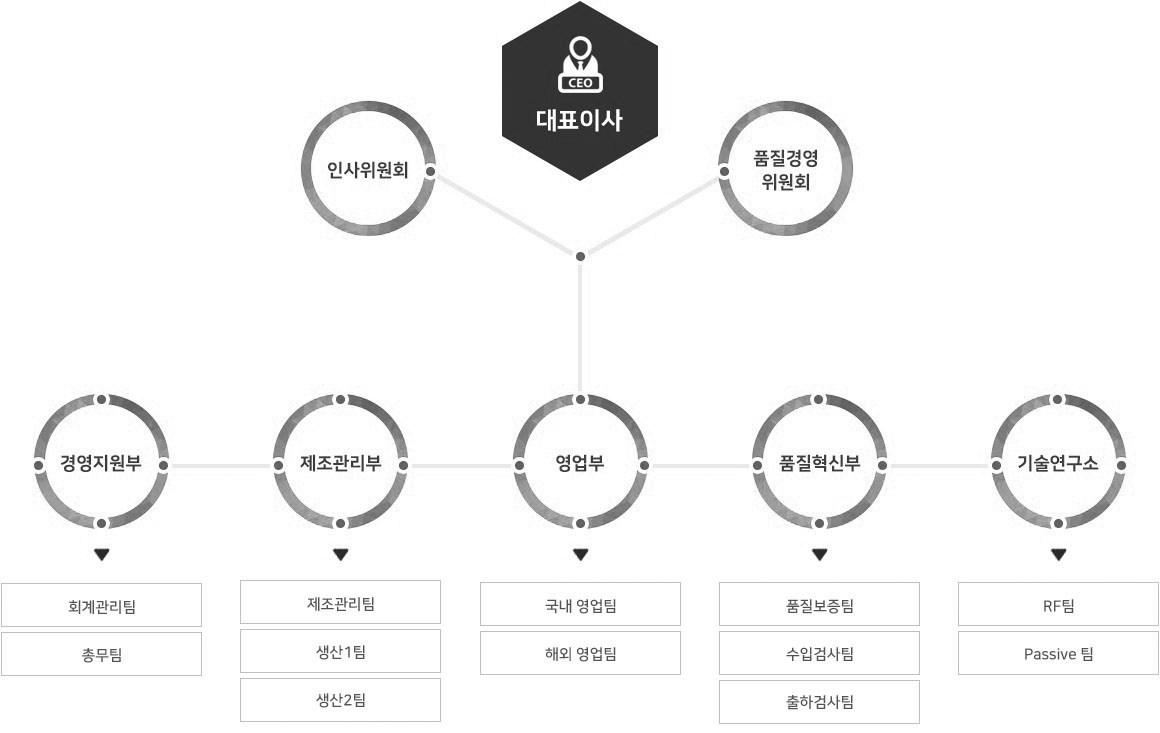 CEO
대표이사
인사위원회
품질경영
위원회
경영지원부
제조관리부
영업부
품질혁신부
기술연구소
회계관리팀
총무팀
제조관리팀
생산1팀
생산2팀
국내 영업팀
해외 영업팀
품질보증팀
수입검사팀
출하검사팀
RF팀
Passive 팀